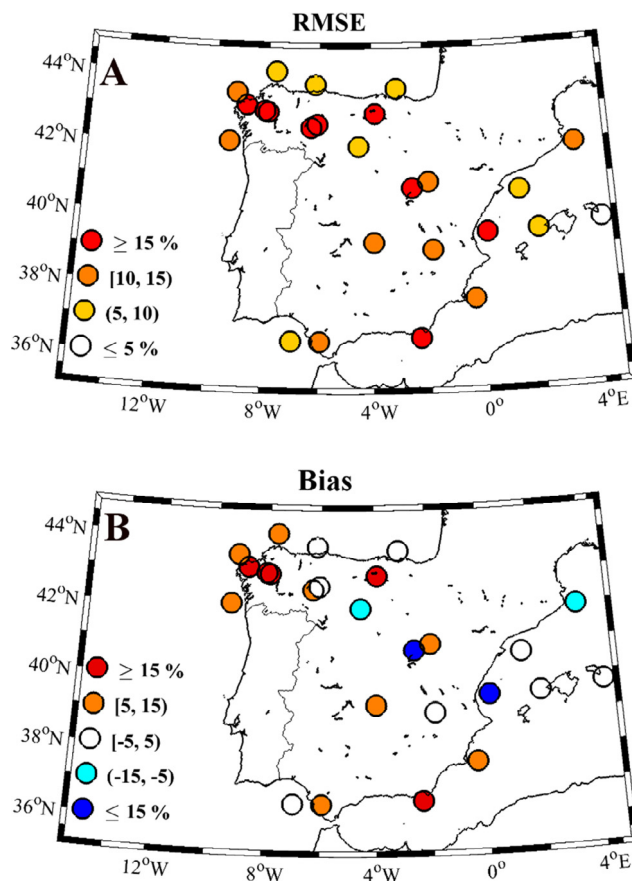 RMSE
A
44°N
42°N
40°N
38°N
36°N
≥ 15 %
[10, 15)
(5, 10)
≤ 5 %
12°W
8°W
4°W
0°
4°E
Bias
B
44°N
42°N
40°N
38°N
36°N
≥ 15 %
[5, 15)
[-5, 5)
(-15, -5)
≤ 15 %
12°W
8°W
4°W
0°
4°E